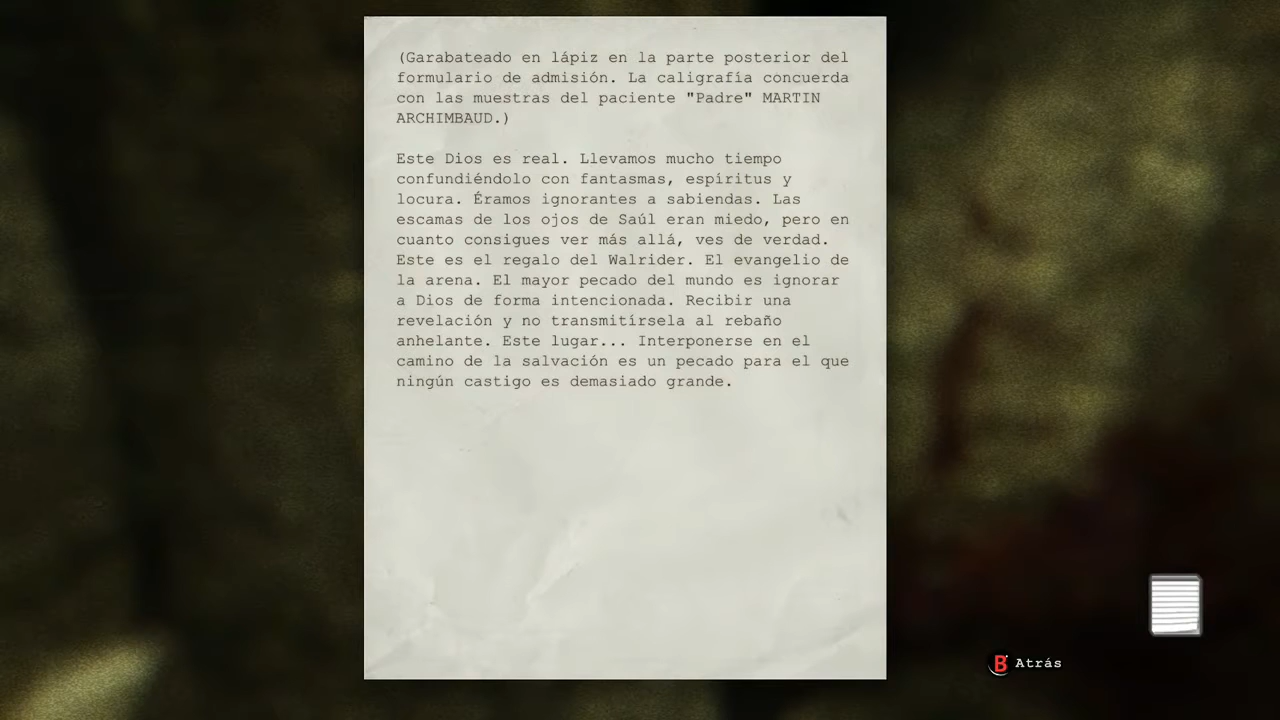 (Garabateado en lápiz en la parte posterior del
formulario de admisión. La caligrafía concuerda
con las muestras del paciente "Padre" MARTIN
ARCHIMBAUD.)
Este Dios es real. Llevamos mucho tiempo
confundiéndolo con fantasmas, espíritus y
locura. Éramos ignorantes a sabiendas. Las
escamas de los ojos de Saúl eran miedo, pero en
cuanto consigues ver más allá, ves de verdad.
Este es el regalo del Walrider. El evangelio de
la arena. El mayor pecado del mundo es ignorar
a Dios de forma intencionada. Recibir una
revelación y no transmitírsela al rebaño
anhelante. Este lugar... Interponerse en el
camino de la salvación es un pecado para el que
ningún castigo es demasiado grande.
B Atrás